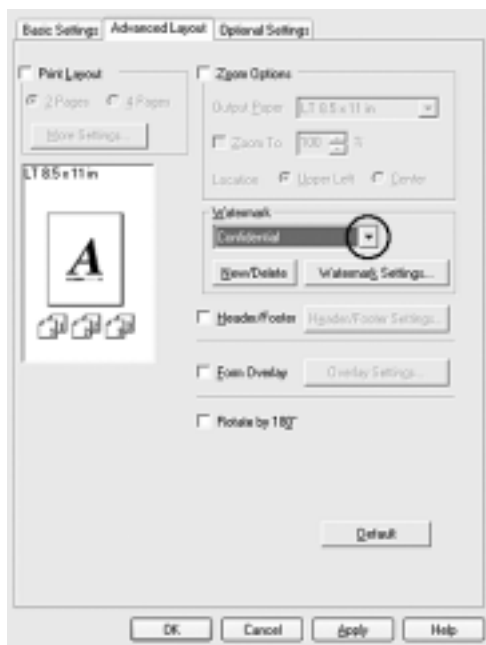 Basic Settings Advanced Layout Optional Settings
Print Layout
2 Pages 4 Pages
More Settings...
LT 8.5 x 11 in
A
Zoom Options
Output Paper LT 8.5 x 11 in
Zoom To 100 %
Location Upper Left Center
Watermark
Confidential
New/Delete Watermark Settings...
Header/Footer Header/Footer Settings...
Form Overlay Overlay Settings...
Rotate by 180°
Default
OK Cancel Apply Help